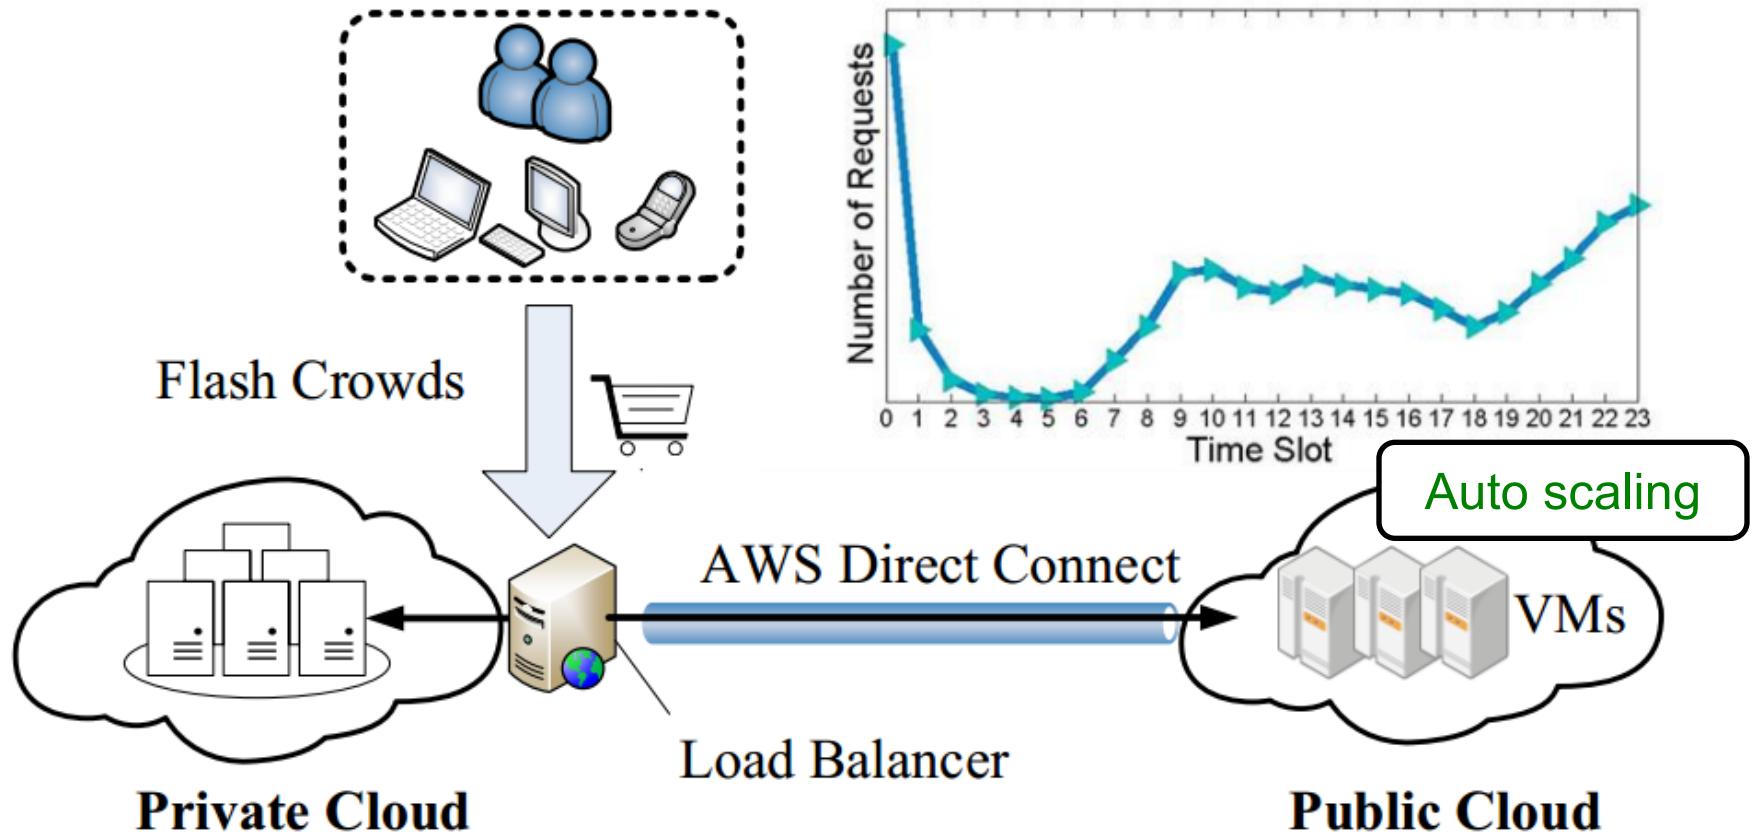 Number of Requests
0 1 2 3 4 5 6 7 8 9 10 11 12 13 14 15 16 17 18 19 20 21 22 23
Time Slot
Flash Crowds
Auto scaling
AWS Direct Connect
VMs
Load Balancer
Private Cloud
Public Cloud